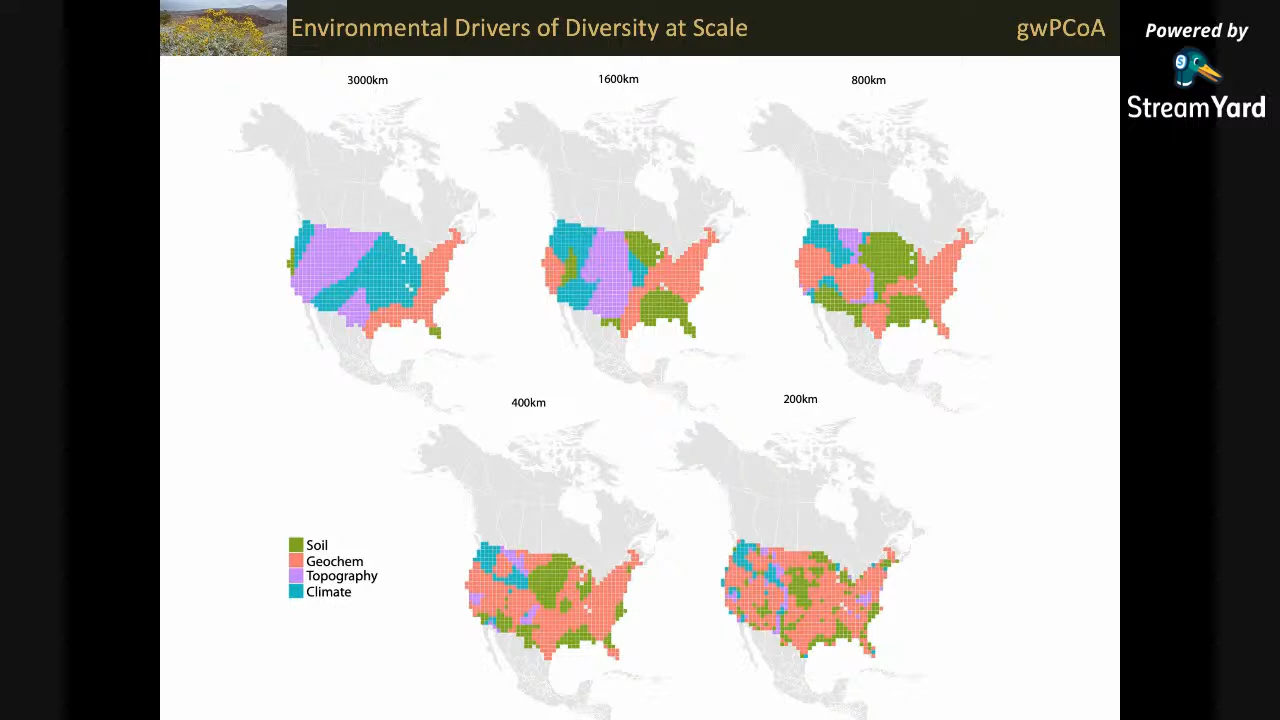 Environmental Drivers of Diversity at Scale
gwPCoA
Powered by
StreamYard
3000km
1600km
800km
400km
200km
Soil
Geochem
Topography
Climate